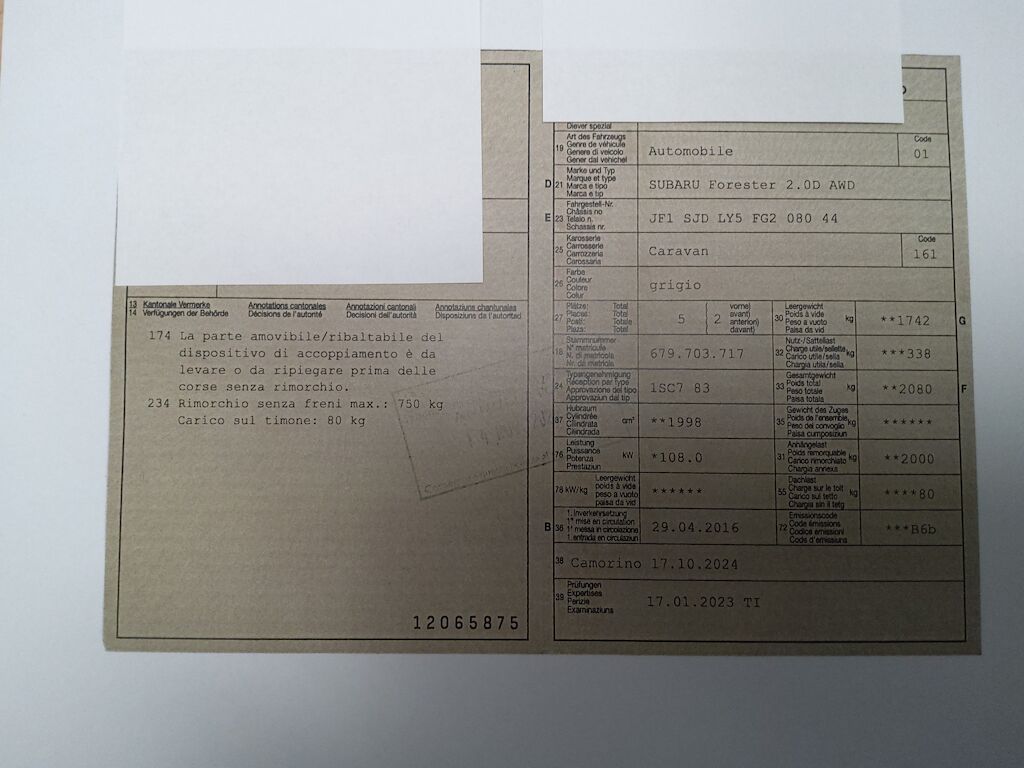 13 Kantonale Vermerke Annotations cantonales Annotazioni cantonali Annotaziuns chantunalas
14 Verfügungen der Behörde Décisions de l'autorité Decisioni dell'autorità Disposiziuns da l'autoritad
174 La parte amovibile/ribaltabile del
dispositivo di accoppiamento è da
levare o da ripiegare prima delle
corse senza rimorchio.
234 Rimorchio senza freni max.: 750 kg
Carico sul timone: 80 kg
12065875
Diever spezial
19 Art des Fahrzeugs
Genre de véhicule
Genere di veicolo
Gener dal vehichel
Automobile
Code
01
D 21 Marke und Typ
Marque et type
Marca e tipo
Marca e tip
SUBARU Forester 2.0D AWD
E 23 Fahrgestell-Nr.
Châssis no
Telaio n.
Schassis nr.
JF1 SJD LY5 FG2 080 44
25 Karosserie
Carrosserie
Carrozzeria
Carossaria
Caravan
Code
161
26 Farbe
Couleur
Colore
Colur
grigio
27 Plätze: Total
Places: Total
Posti: Totale
Plazs: Total
5
2
vorne)
avant)
anteriori)
davant)
30 Leergewicht
Poids à vide
Peso a vuoto
Paisa da vid
kg
**1742
G
18 Stammnummer
N° matricule
N. di matricola
Nr. da matricla
679.703.717
32 Nutz-/Sattellast
Charge utile/sellette
Carico utile/sella
Chargia utila/sella
kg
***338
24 Typengenehmigung
Réception par type
Approvazione del tipo
Approvaziun dal tip
1SC7 83
33 Gesamtgewicht
Poids total
Peso totale
Paisa totala
kg
**2080
F
37 Hubraum
Cylindrée
Cilindrata
Cilindrada
cm³
**1998
35 Gewicht des Zuges
Poids de l'ensemble
Peso del convoglio
Paisa cumposiziun
kg
******
76 Leistung
Puissance
Potenza
Prestaziun
kW
*108.0
31 Anhängelast
Poids remorquable
Carico rimorchiato
Chargia annexa
kg
**2000
78 kW/kg
Leergewicht
poids à vide
peso a vuoto
paisa da vid
******
55 Dachlast
Charge sur le toit
Carico sul tetto
Chargia sin il tetg
kg
****80
B 36 1. Inverkehrsetzung
1re mise en circulation
1a messa in circolazione
1. entrada en circulaziun
29.04.2016
72 Emissionscode
Code émissions
Codice emissioni
Code d'emissiuns
***B6b
38 Camorino 17.10.2024
39 Prüfungen
Expertises
Perizie
Examinaziuns
17.01.2023 TI